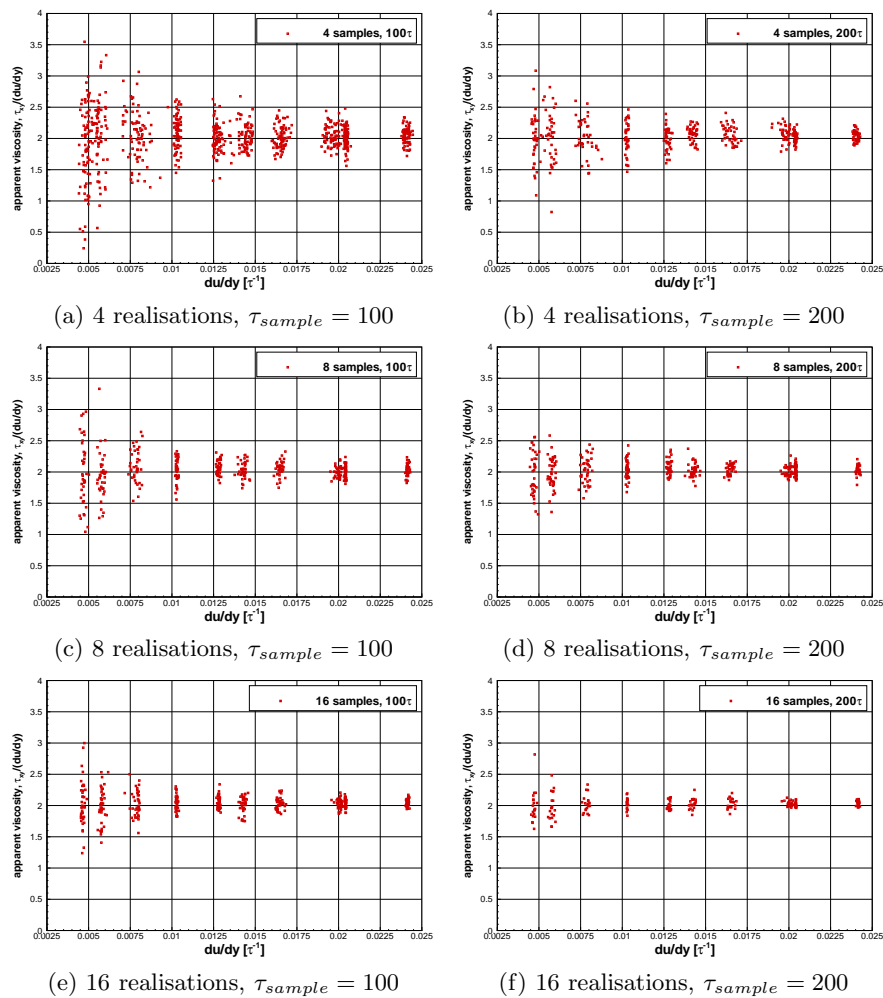 4 samples, 100τ
apparent viscosity, τxy/(du/dy)
4
3.5
3
2.5
2
1.5
1
0.5
0
0.0025 0.005 0.0075 0.01 0.0125 0.015 0.0175 0.02 0.0225 0.025
du/dy [τ-1]
(a) 4 realisations, τsample = 100
4 samples, 200τ
apparent viscosity, τxy/(du/dy)
4
3.5
3
2.5
2
1.5
1
0.5
0
0.0025 0.005 0.0075 0.01 0.0125 0.015 0.0175 0.02 0.0225 0.025
du/dy [τ-1]
(b) 4 realisations, τsample = 200
8 samples, 100τ
apparent viscosity, τxy/(du/dy)
4
3.5
3
2.5
2
1.5
1
0.5
0
0.0025 0.005 0.0075 0.01 0.0125 0.015 0.0175 0.02 0.0225 0.025
du/dy [τ-1]
(c) 8 realisations, τsample = 100
8 samples, 200τ
apparent viscosity, τxy/(du/dy)
4
3.5
3
2.5
2
1.5
1
0.5
0
0.0025 0.005 0.0075 0.01 0.0125 0.015 0.0175 0.02 0.0225 0.025
du/dy [τ-1]
(d) 8 realisations, τsample = 200
16 samples, 100τ
apparent viscosity, τxy/(du/dy)
4
3.5
3
2.5
2
1.5
1
0.5
0
0.0025 0.005 0.0075 0.01 0.0125 0.015 0.0175 0.02 0.0225 0.025
du/dy [τ-1]
(e) 16 realisations, τsample = 100
16 samples, 200τ
apparent viscosity, τxy/(du/dy)
4
3.5
3
2.5
2
1.5
1
0.5
0
0.0025 0.005 0.0075 0.01 0.0125 0.015 0.0175 0.02 0.0225 0.025
du/dy [τ-1]
(f) 16 realisations, τsample = 200